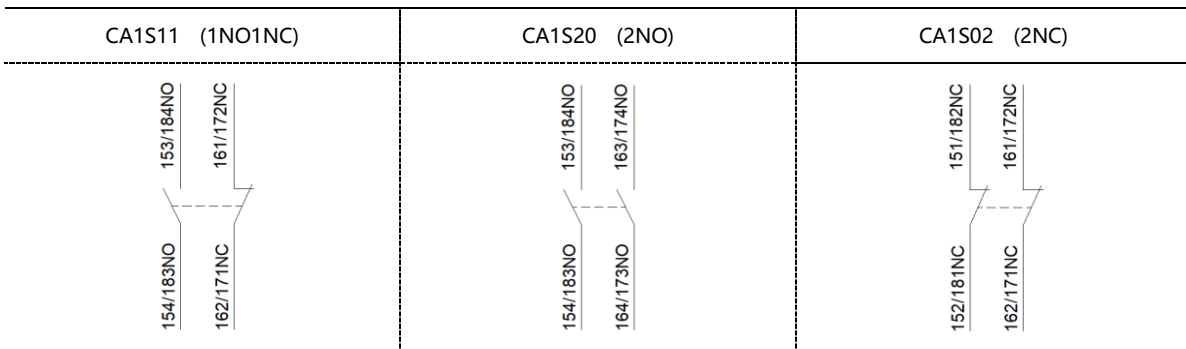 CA1S11 (1NO1NC)
CA1S20 (2NO)
CA1S02 (2NC)
153/184NO
161/172NC
154/183NO
162/171NC
153/184NO
163/174NO
154/183NO
164/173NO
151/182NC
161/172NC
152/181NC
162/171NC